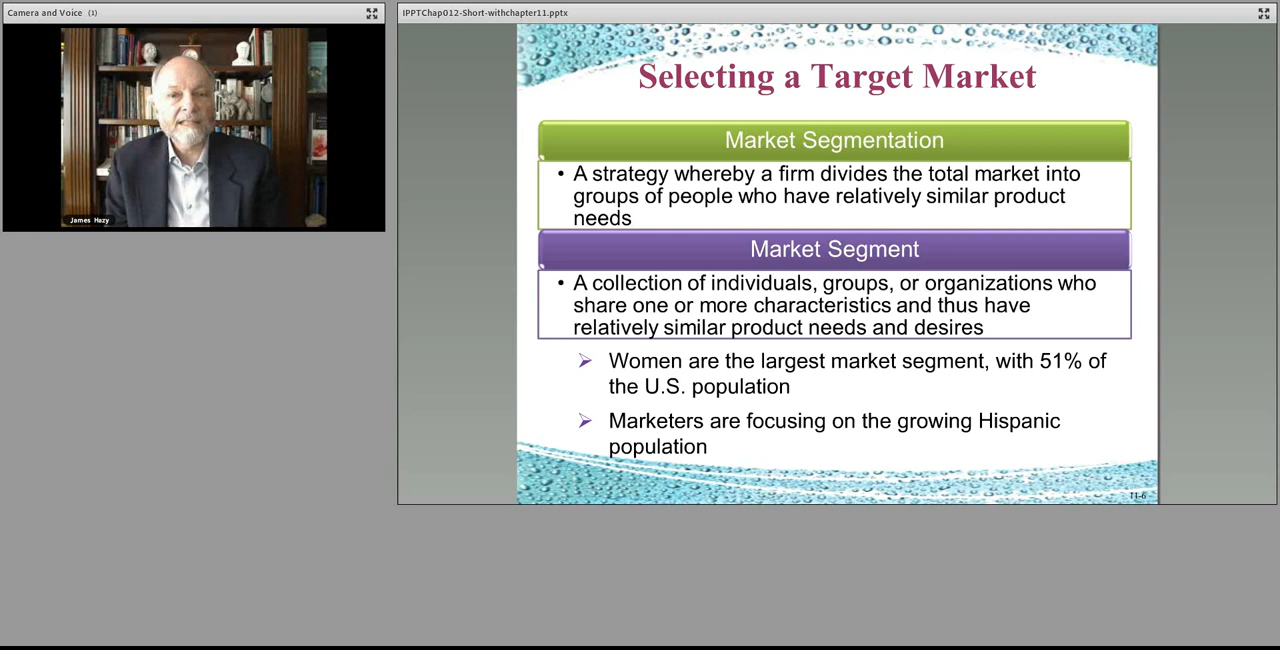 Camera and Voice (1)
James Hazy
IPPTChap012-Short-withchapter11.pptx
Selecting a Target Market
Market Segmentation
• A strategy whereby a firm divides the total market into
groups of people who have relatively similar product
needs
Market Segment
• A collection of individuals, groups, or organizations who
share one or more characteristics and thus have
relatively similar product needs and desires
Women are the largest market segment, with 51% of
the U.S. population
Marketers are focusing on the growing Hispanic
population
11-6